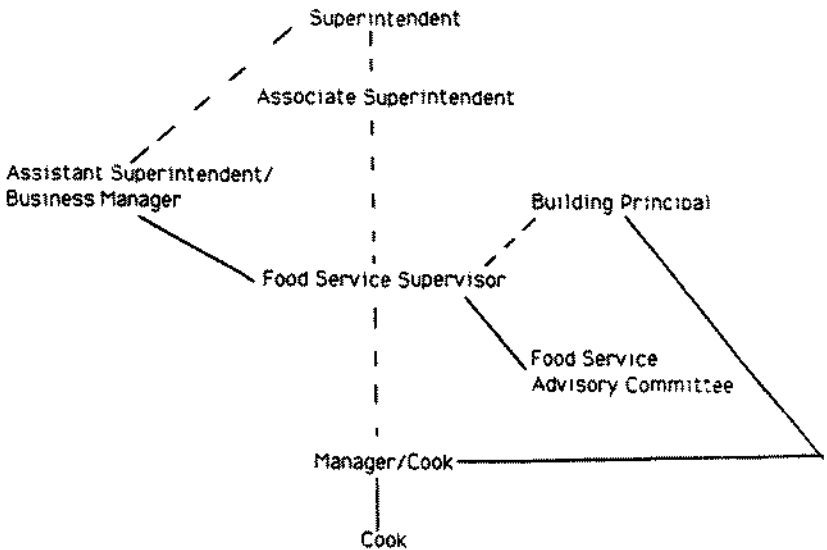 Superintendent
Associate Superintendent
Assistant Superintendent/
Business Manager
Building Principal
Food Service Supervisor
Food Service
Advisory Committee
Manager/Cook
Cook